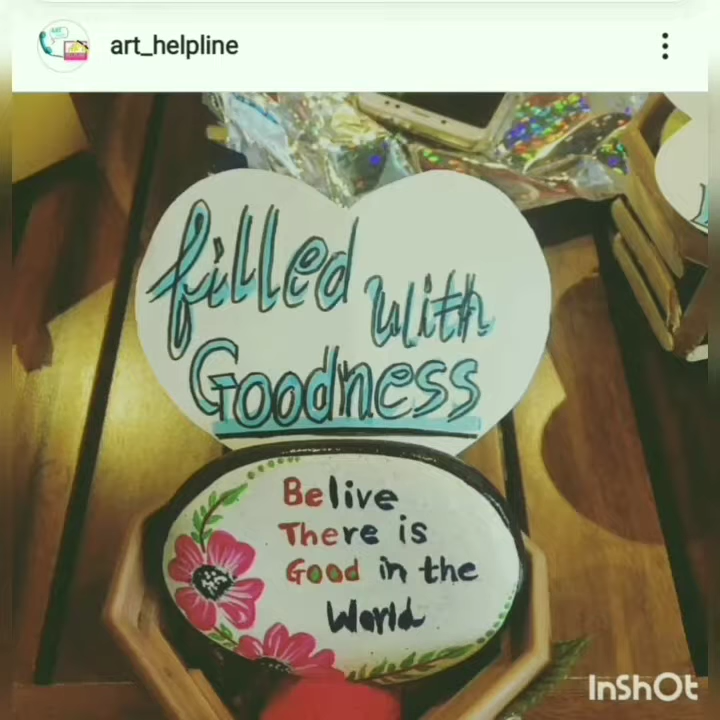 art_helpline
filled
with
Goodness
Belive
There is
Good in the
World
InShOt